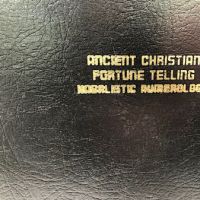 ANCIENT CHRISTIAN
FORTUNE TELLING
KABALISTIC NUMEROLOG